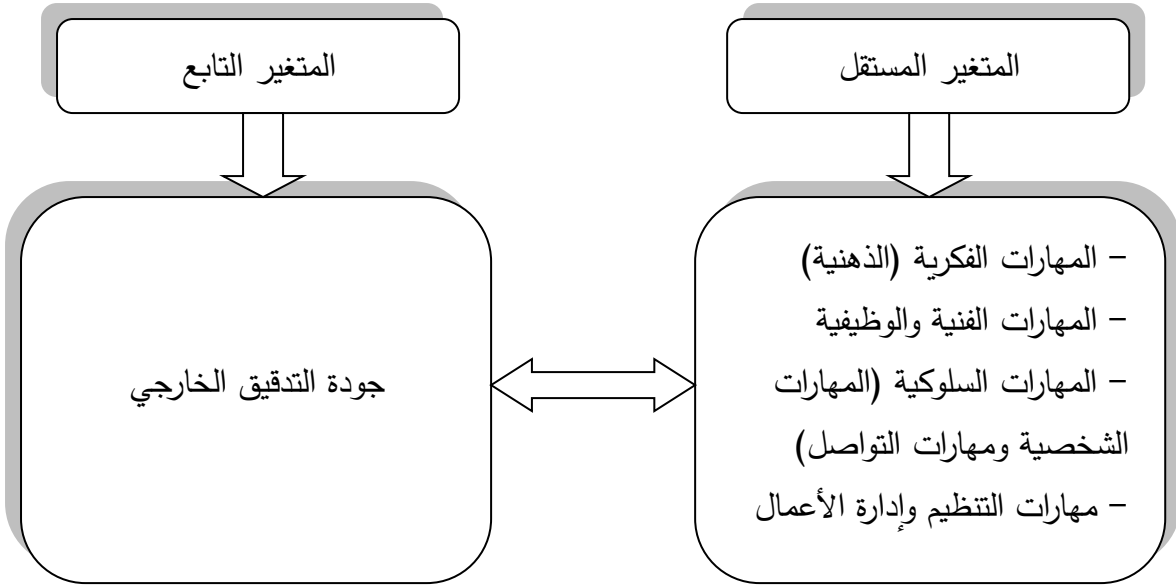 المتغير المستقل
المتغير التابع
– المهارات الفكرية (الذهنية)
– المهارات الفنية والوظيفية
– المهارات السلوكية (المهارات
الشخصية ومهارات التواصل)
– مهارات التنظيم وإدارة الأعمال
جودة التدقيق الخارجي